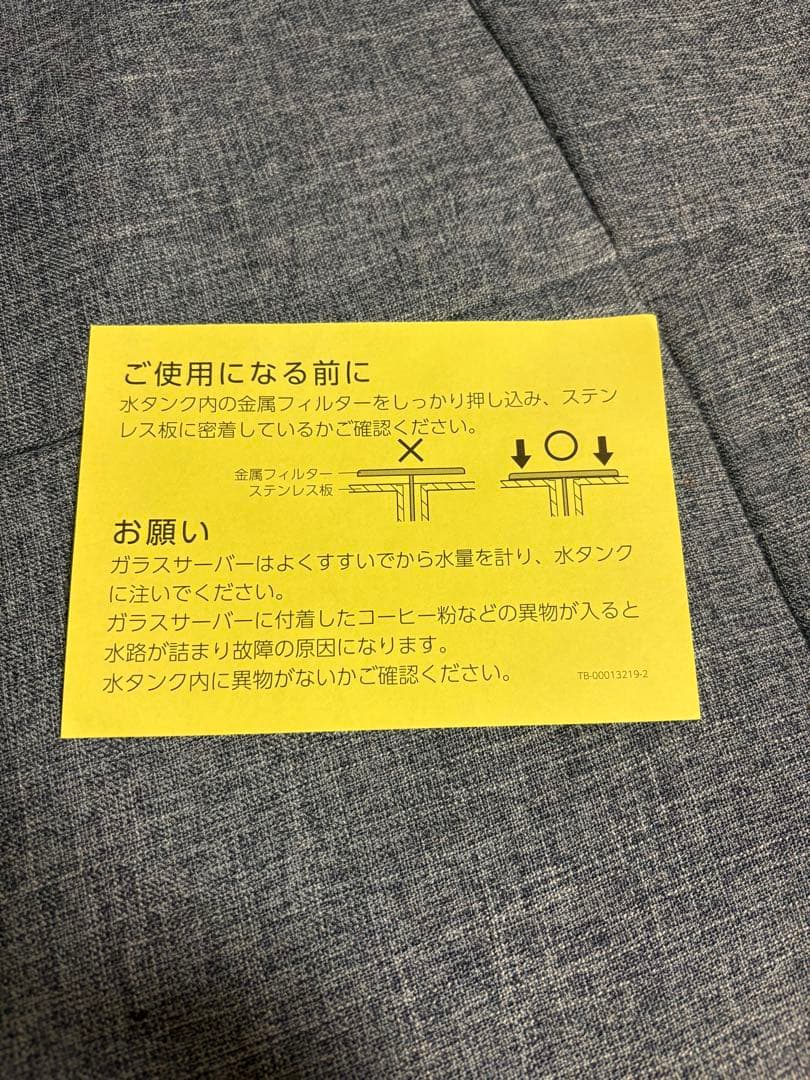 ご使用になる前に
水タンク内の金属フィルターをしっかり押し込み、ステン
レス板に密着しているかご確認ください。
× ○
金属フィルター
ステンレス板
お願い
ガラスサーバーはよくすすいでから水量を計り、水タンク
に注いでください。
ガラスサーバーに付着したコーヒー粉などの異物が入ると
水路が詰まり故障の原因になります。
水タンク内に異物がないかご確認ください。
TB-00013219-2